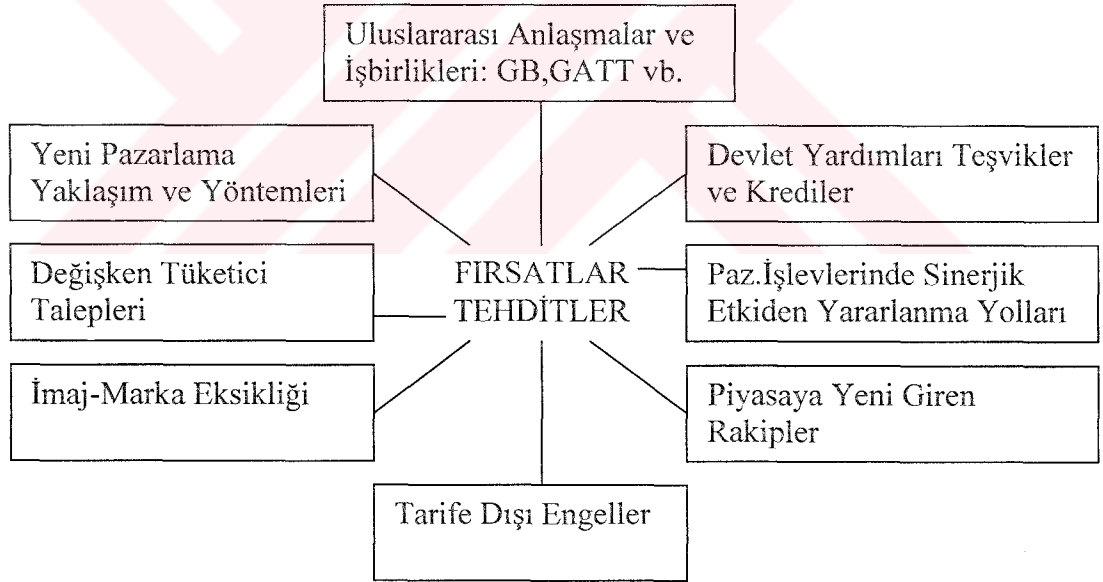 Uluslararası Anlaşmalar ve
İşbirlikleri: GB,GATT vb.
Yeni Pazarlama
Yaklaşım ve Yöntemleri
Devlet Yardımları Teşvikler
ve Krediler
Değişken Tüketici
Talepleri
FIRSATLAR
TEHDİTLER
Paz.İşlevlerinde Sinerjik
Etkiden Yararlanma Yolları
İmaj-Marka Eksikliği
Piyasaya Yeni Giren
Rakipler
Tarife Dışı Engeller